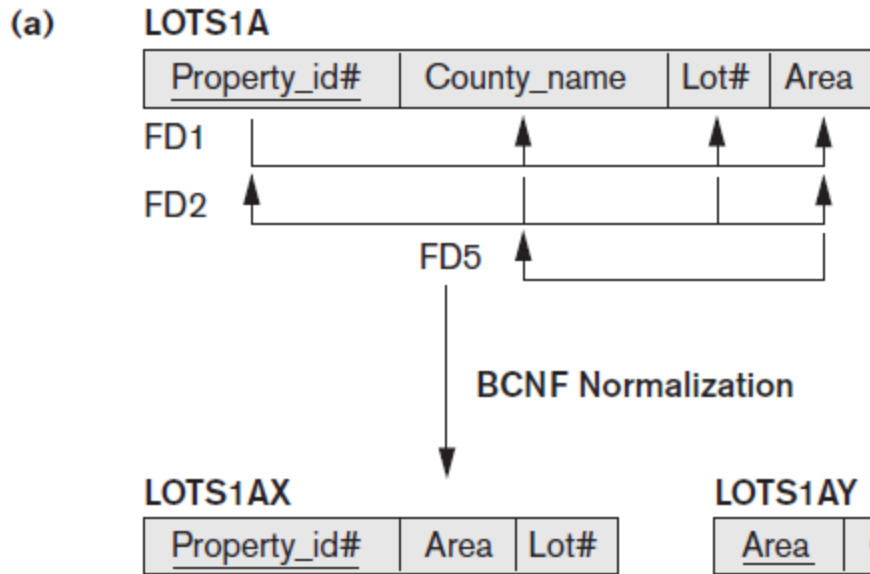 (a) LOTS1A
Property_id# County_name Lot# Area
FD1
FD2
FD5
BCNF Normalization
LOTS1AX LOTS1AY
Property_id# Area Lot# Area